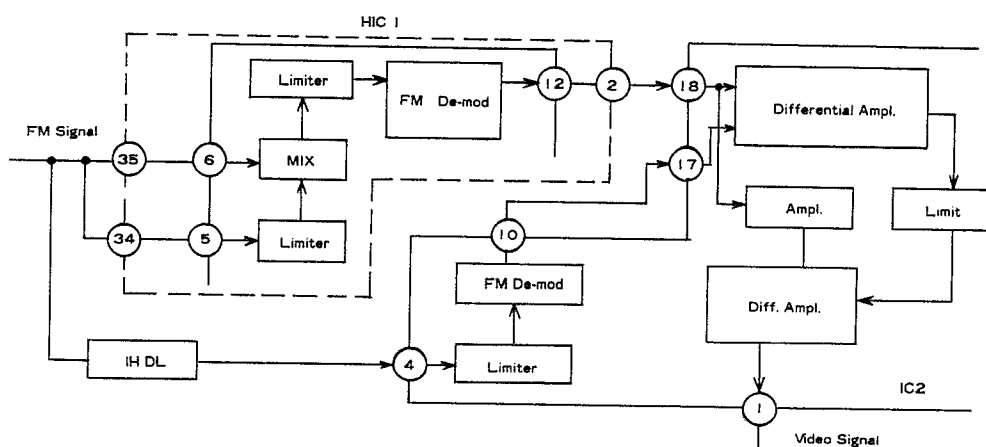 HIC 1
Limiter
FM De-mod
12
2
18
Differential Ampl.
FM Signal
35
6
MIX
17
34
5
Limiter
10
Ampl.
Limit
FM De-mod
Diff. Ampl.
IH DL
4
Limiter
1
IC2
Video Signal